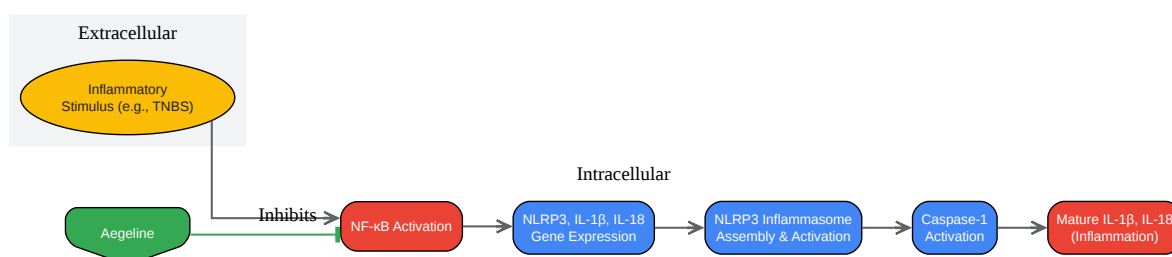 Extracellular
Inflammatory
Stimulus (e.g., TNBS)
Intracellular
Inhibits
Aegeline
NF-κB Activation
NLRP3, IL-1β, IL-18
Gene Expression
NLRP3 Inflammasome
Assembly & Activation
Caspase-1
Activation
Mature IL-1β, IL-18
(Inflammation)